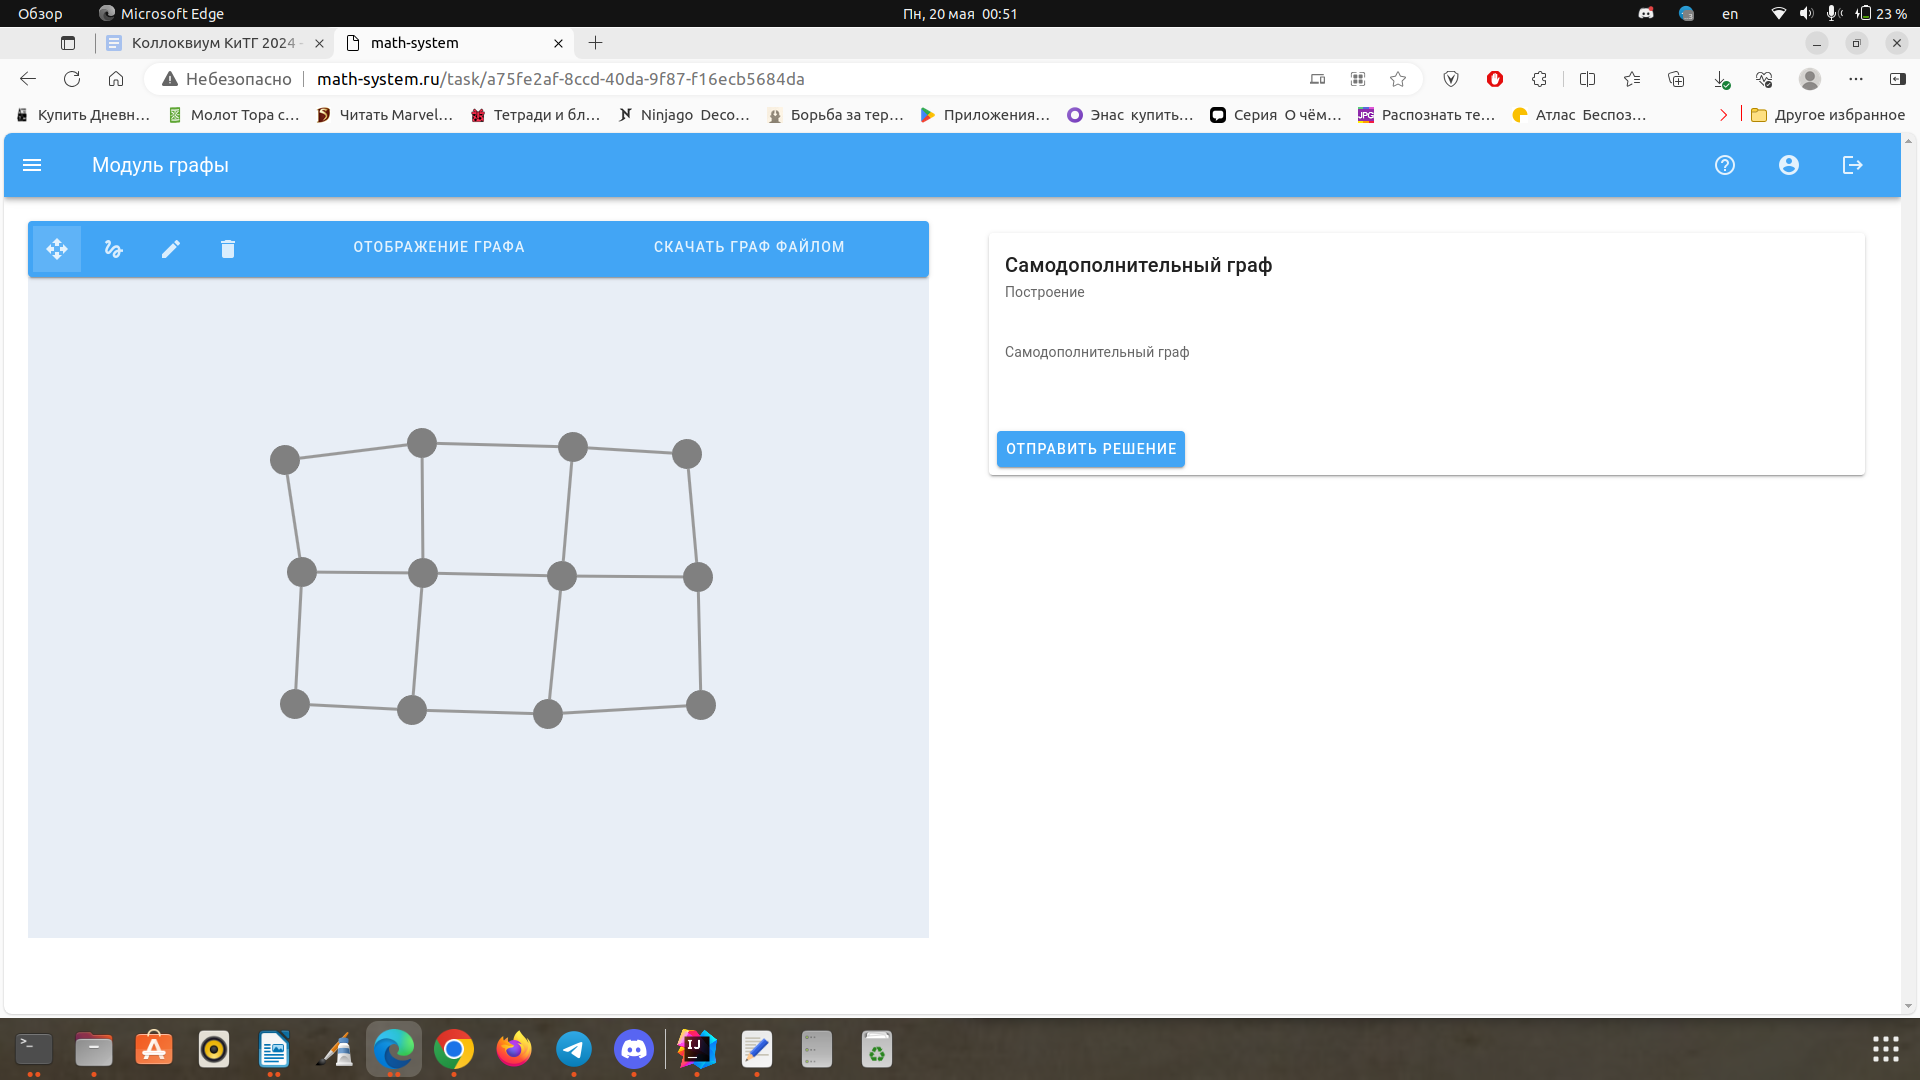 Обзор
Microsoft Edge
Пн, 20 мая 00:51
en
23 %
Коллоквиум КиТГ 2024 -
math-system
Небезопасно
math-system.ru/task/a75fe2af-8ccd-40da-9f87-f16ecb5684da
Купить Дневн…
Молот Тора с…
Читать Marvel…
Тетради и бл…
Ninjago Deco…
Борьба за тер…
Приложения…
Энас купить…
Серия О чём…
JPG
Распознать те…
Атлас Беспоз…
Другое избранное
Модуль графы
ОТОБРАЖЕНИЕ ГРАФА
СКАЧАТЬ ГРАФ ФАЙЛОМ
Самодополнительный граф
Построение
Самодополнительный граф
ОТПРАВИТЬ РЕШЕНИЕ
>_
IJ